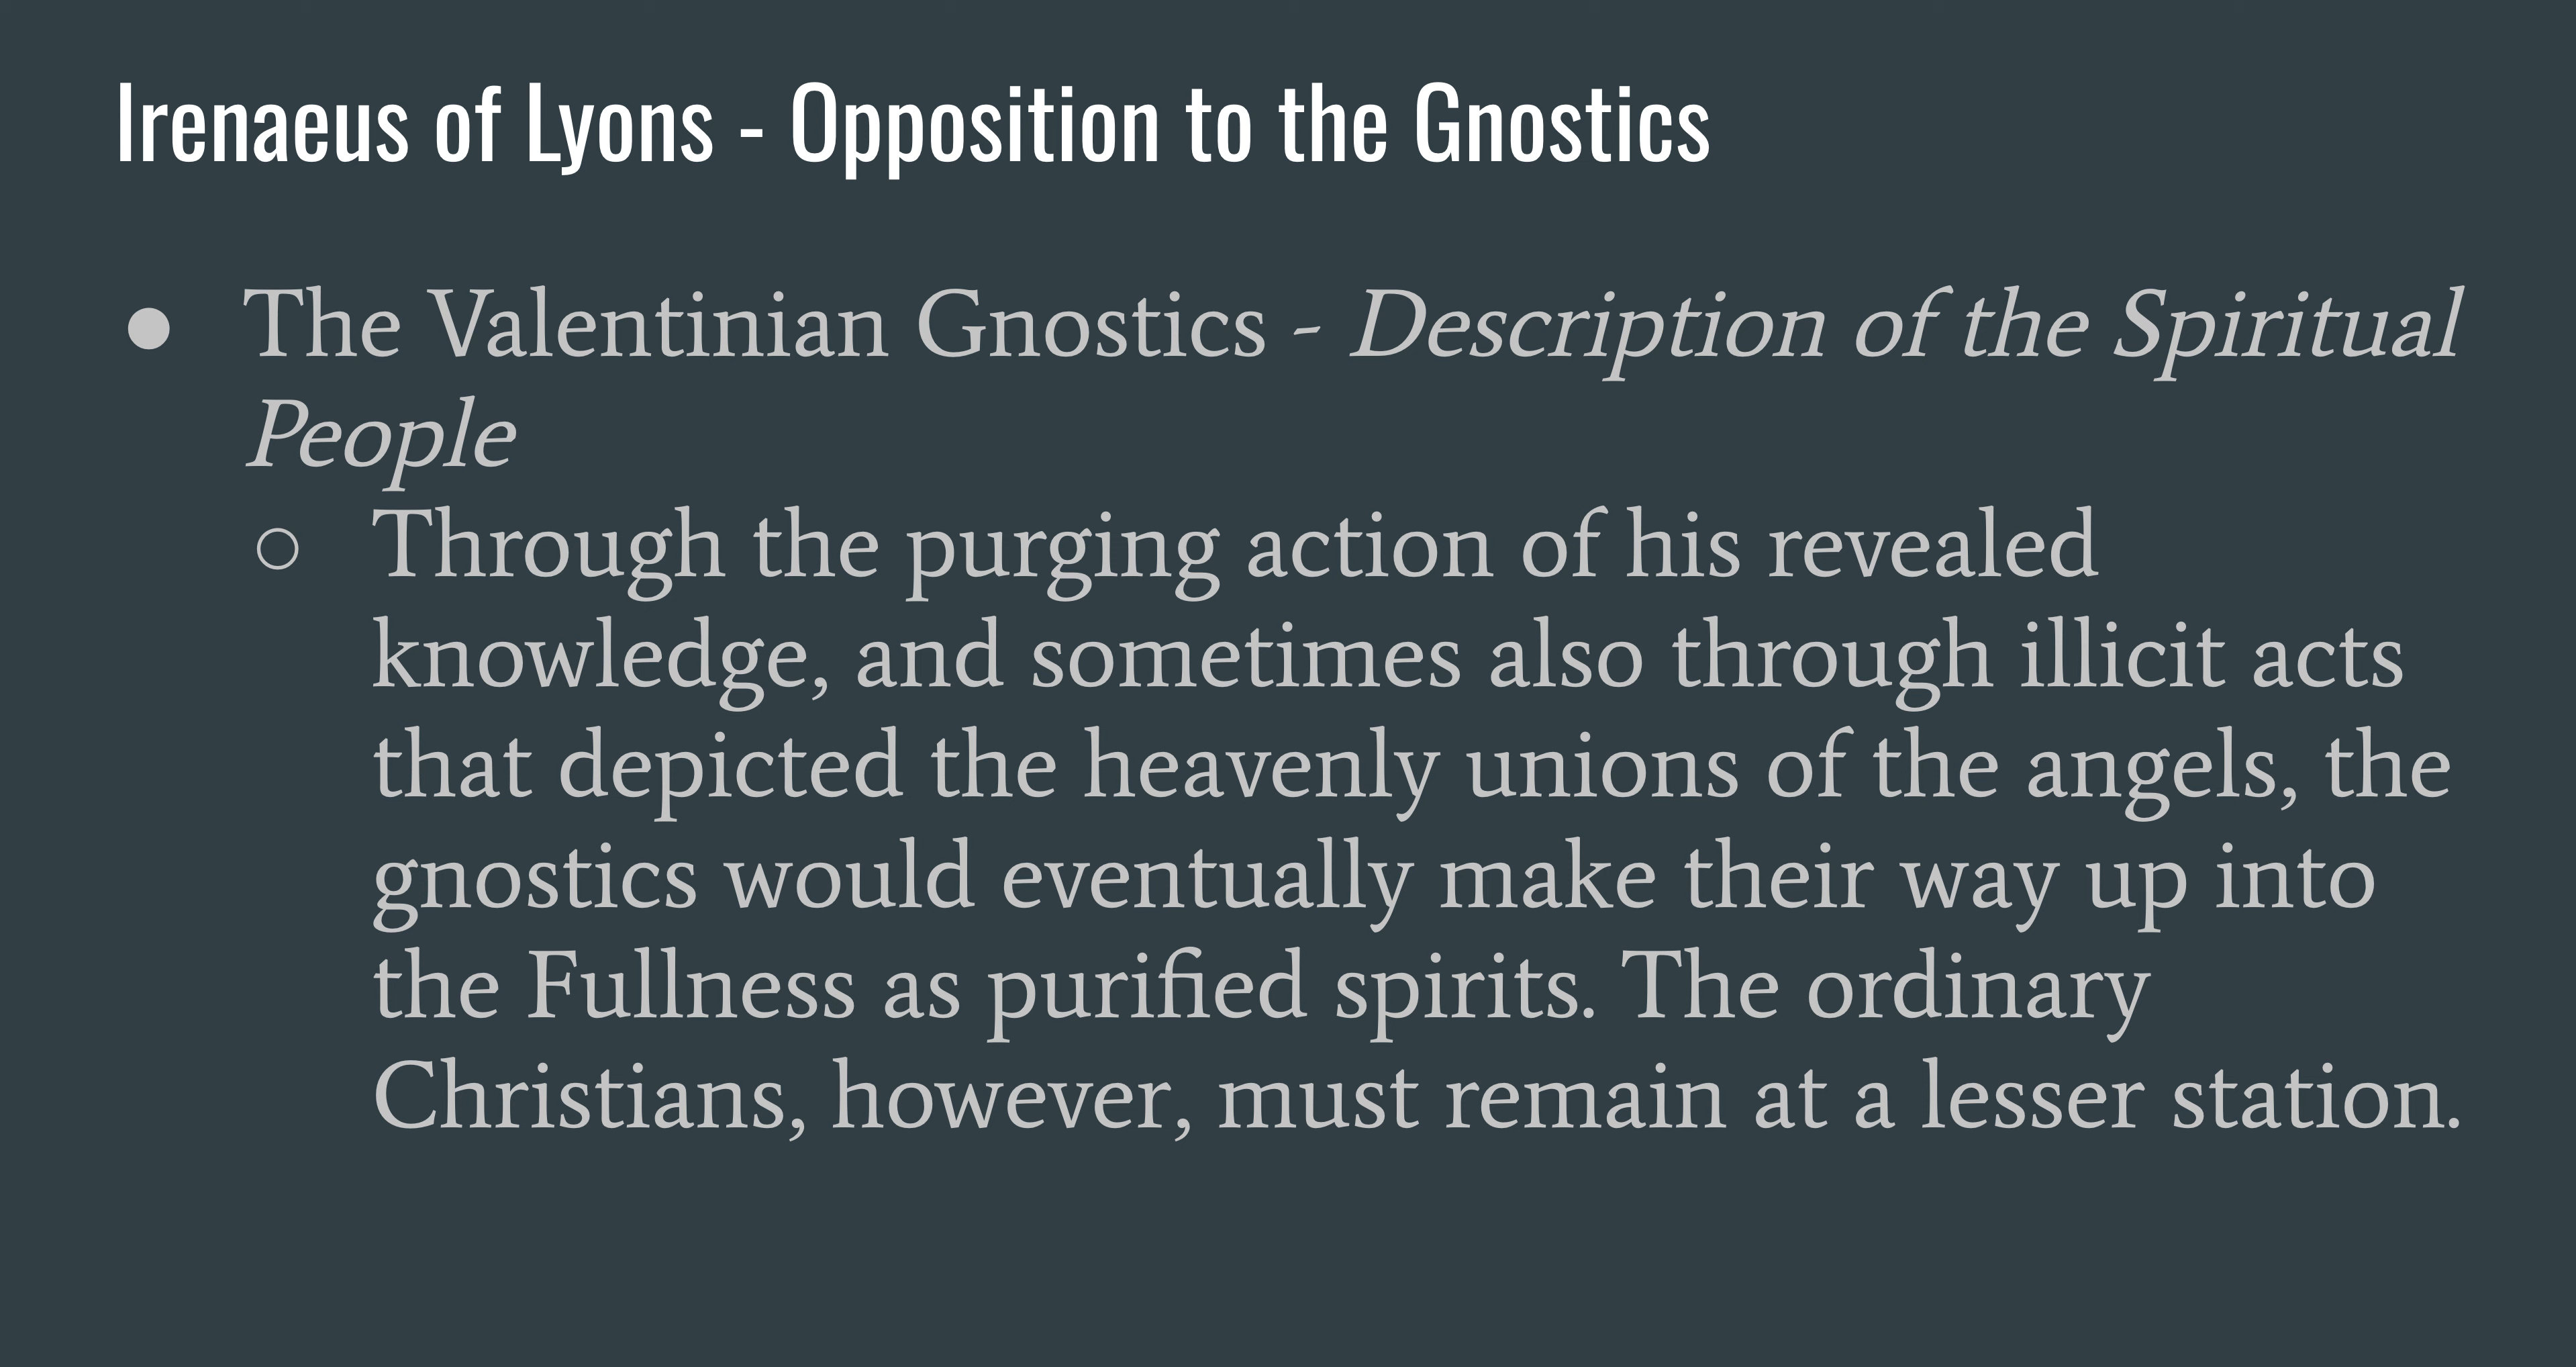 Irenaeus of Lyons - Opposition to the Gnostics
● The Valentinian Gnostics - Description of the Spiritual
People
○ Through the purging action of his revealed
knowledge, and sometimes also through illicit acts
that depicted the heavenly unions of the angels, the
gnostics would eventually make their way up into
the Fullness as purified spirits. The ordinary
Christians, however, must remain at a lesser station.